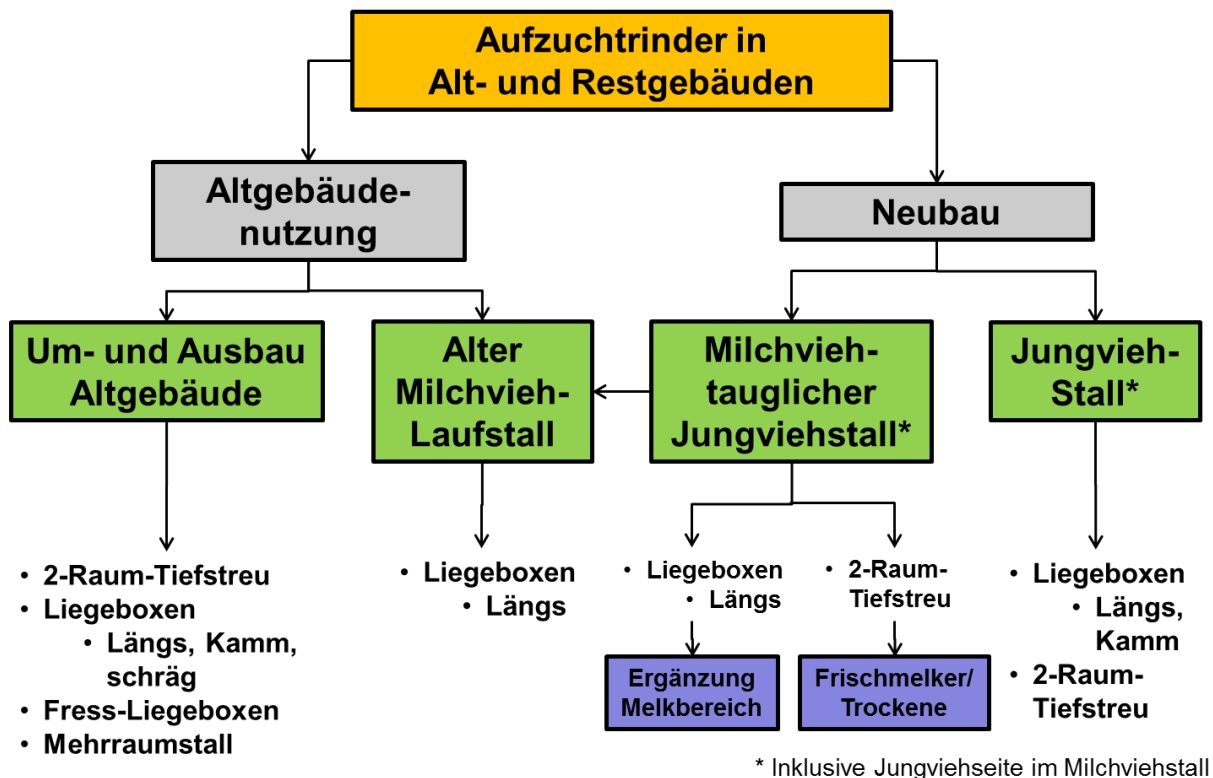 Aufzuchtrinder in
Alt- und Restgebäuden
Altgebäude-
nutzung
Neubau
Um- und Ausbau
Altgebäude
Alter
Milchvieh-
Laufstall
Milchvieh-
tauglicher
Jungviehstall*
Jungvieh-
Stall*
• 2-Raum-Tiefstreu
• Liegeboxen
• Längs, Kamm,
schräg
• Fress-Liegeboxen
• Mehrraumstall
• Liegeboxen
• Längs
• Liegeboxen
• Längs
• 2-Raum-
Tiefstreu
Ergänzung
Melkbereich
Frischmelker/
Trockene
• Liegeboxen
• Längs,
Kamm
• 2-Raum-
Tiefstreu
* Inklusive Jungviehseite im Milchviehstall